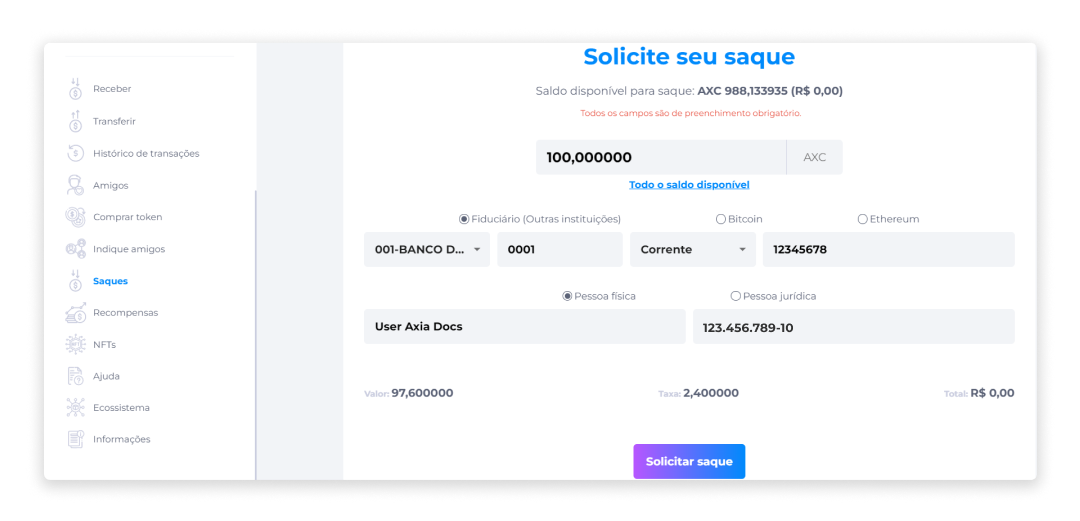 Receber
Transferir
Histórico de transações
Amigos
Comprar token
Indique amigos
Saques
Recompensas
NFTs
Ajuda
Ecossistema
Informações
Solicite seu saque
Saldo disponível para saque: AXC 988,133935 (R$ 0,00)
Todos os campos são de preenchimento obrigatório.
100,000000 AXC
Todo o saldo disponível
Fiduciário (Outras instituições) Bitcoin Ethereum
001-BANCO D... 0001 Corrente 12345678
Pessoa física Pessoa jurídica
User Axia Docs 123.456.789-10
Valor: 97,600000 Taxa: 2,400000 Total: R$ 0,00
Solicitar saque